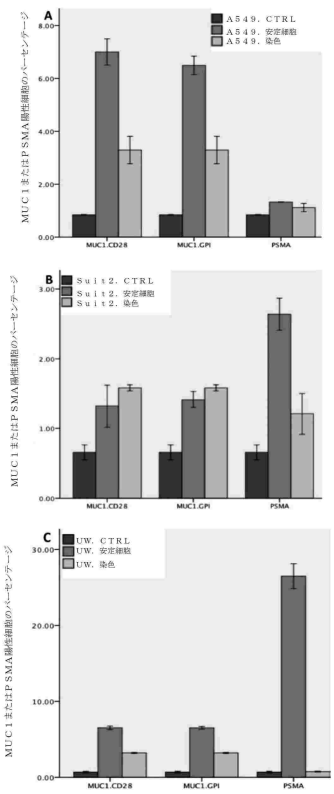 MUC1またはPSMA陽性細胞のパーセンテージ
A
A549. CTRL
A549. 安定細胞
A549. 染色
8.00
6.00
4.00
2.00
0.00
MUC1.CD28 MUC1.GPI PSMA
MUC1またはPSMA陽性細胞のパーセンテージ
B
Suit2. CTRL
Suit2. 安定細胞
Suit2. 染色
3.00
2.00
1.00
0.00
MUC1.CD28 MUC1.GPI PSMA
MUC1またはPSMA陽性細胞のパーセンテージ
C
UW. CTRL
UW. 安定細胞
UW. 染色
30.00
20.00
10.00
0.00
MUC1.CD28 MUC1.GPI PSMA